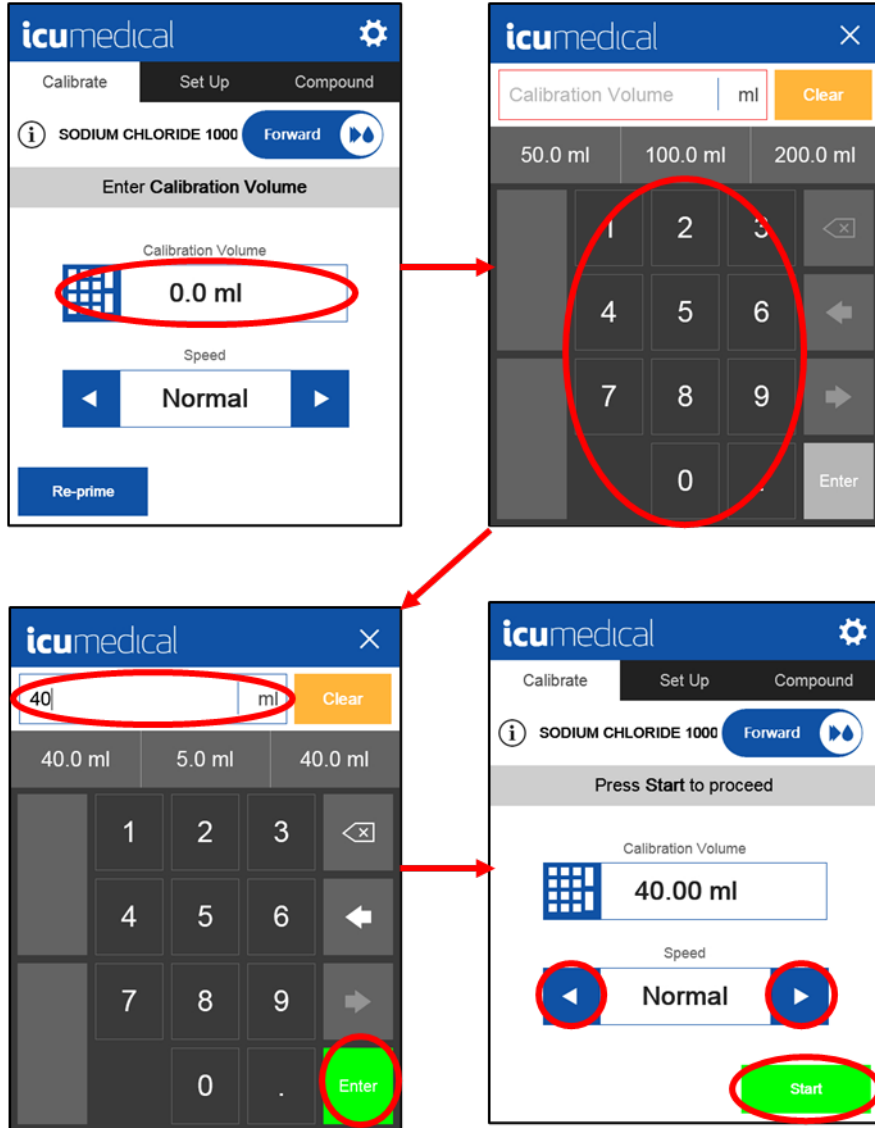 icumedical
Calibrate Set Up Compound
i SODIUM CHLORIDE 1000 Forward
Enter Calibration Volume
Calibration Volume
0.0 ml
Speed
Normal
Re-prime
icumedical
Calibration Volume ml Clear
50.0 ml 100.0 ml 200.0 ml
1 2 3
4 5 6
7 8 9
0 . Enter
icumedical
40 ml Clear
40.0 ml 5.0 ml 40.0 ml
1 2 3
4 5 6
7 8 9
0 . Enter
icumedical
Calibrate Set Up Compound
i SODIUM CHLORIDE 1000 Forward
Press Start to proceed
Calibration Volume
40.00 ml
Speed
Normal
Start